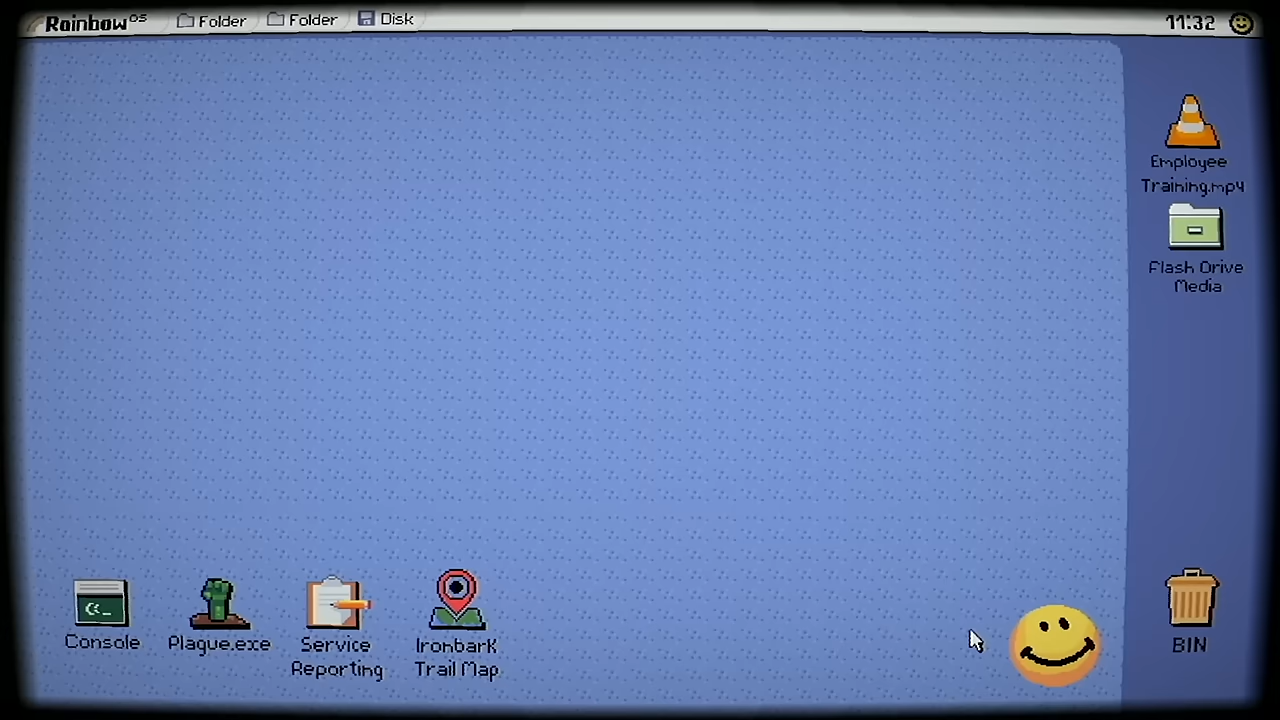 Rainbow OS
Folder
Folder
Disk
11:32
Employee
Training.mp4
Flash Drive
Media
Console
Plague.exe
Service
Reporting
Ironbark
Trail Map
BIN